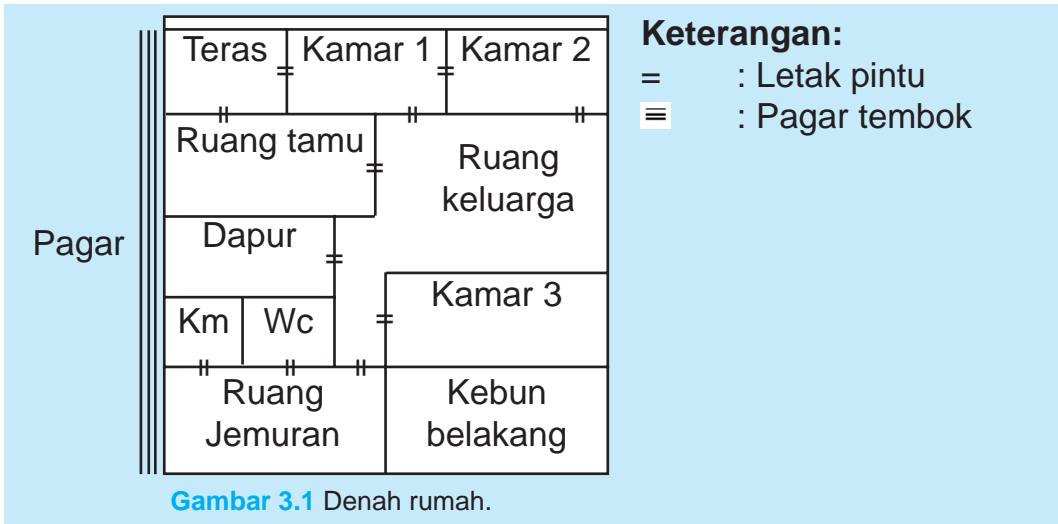 Teras
Kamar 1
Kamar 2
Ruang tamu
Ruang
keluarga
Pagar
Dapur
Kamar 3
Km
Wc
Ruang
Jemuran
Kebun
belakang
Keterangan:
= : Letak pintu
≡ : Pagar tembok
Gambar 3.1 Denah rumah.